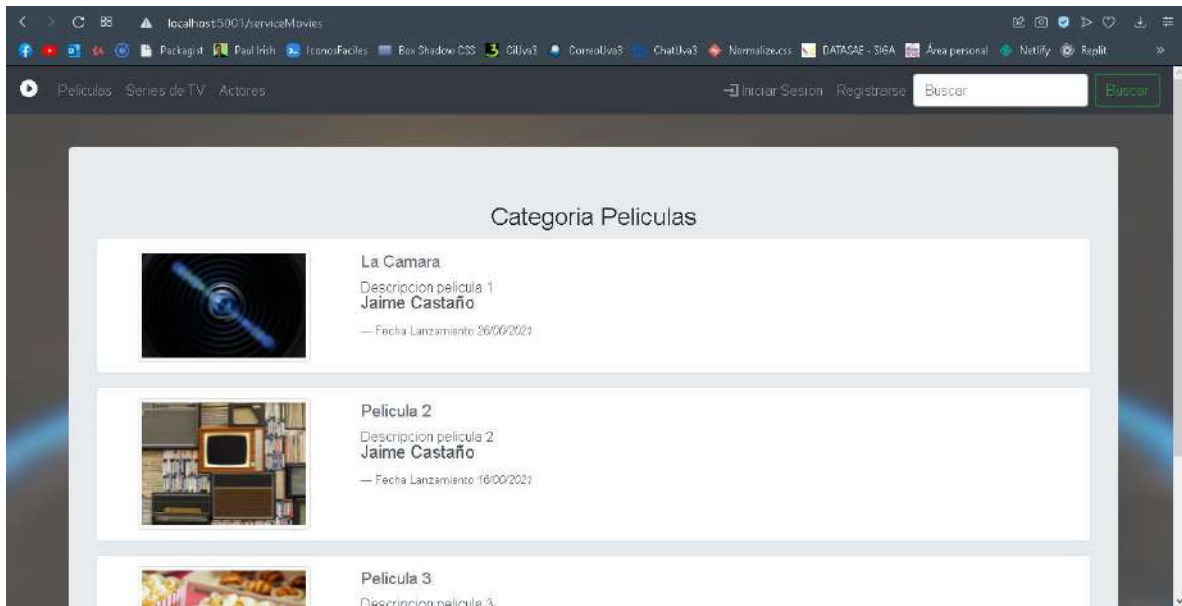 localhost:5001/serviceMovies
Packagist Paul Irish IconosFaciles Box Shadow CSS CiUva3 CorreoUva3 ChatUva3 Normalize.css DATASAE - SIGA Área personal Netlify Replit »
Peliculas Series de TV Actores Iniciar Sesion Registrarse Buscar Buscar
Categoria Peliculas
La Camara
Descripcion pelicula 1
Jaime Castaño
— Fecha Lanzamiento 26/00/2021
Pelicula 2
Descripcion pelicula 2
Jaime Castaño
— Fecha Lanzamiento 16/00/2021
Pelicula 3
Descripcion pelicula 3